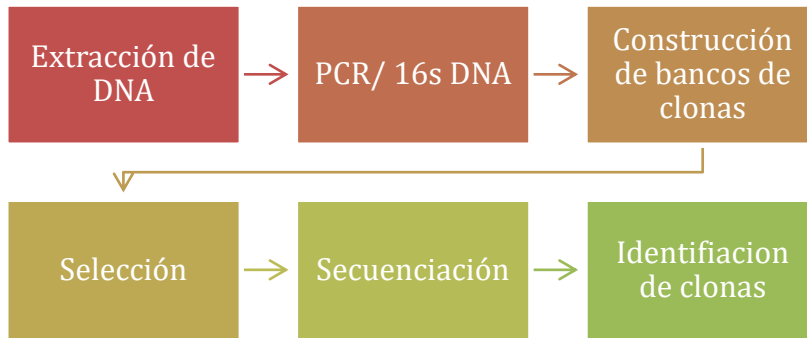 Extracción de
DNA
PCR/ 16s DNA
Construcción
de bancos de
clonas
Selección
Secuenciación
Identifiacion
de clonas